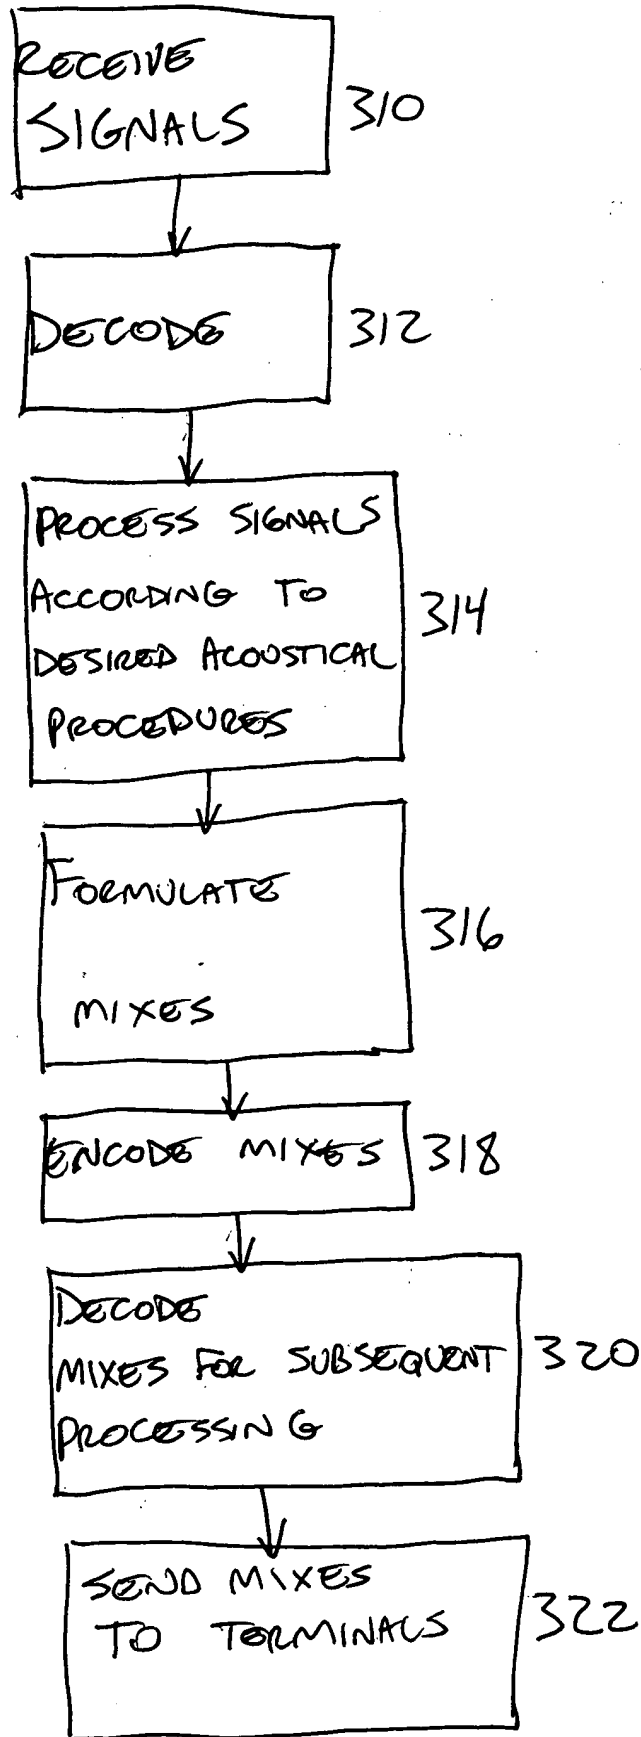 RECEIVE
SIGNALS
310
DECODE
312
PROCESS SIGNALS
ACCORDING TO
DESIRED ACOUSTICAL
PROCEDURES
314
FORMULATE
MIXES
316
ENCODE MIXES
318
DECODE
MIXES FOR SUBSEQUENT
PROCESSING
320
SEND MIXES
TO TERMINALS
322